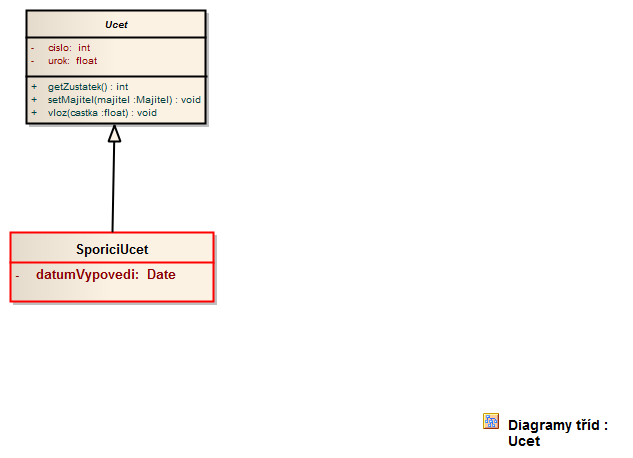 Ucet
- cislo: int
- urok: float
+ getZustatek() : int
+ setMajitel(majitel :Majitel) : void
+ vloz(castka :float) : void
SporiciUcet
- datumVypovedi: Date
Diagramy tříd :
Ucet